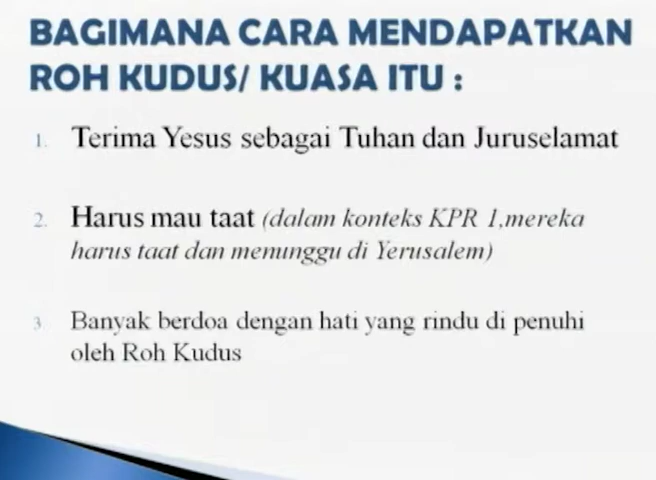 BAGIMANA CARA MENDAPATKAN
ROH KUDUS/ KUASA ITU :
1. Terima Yesus sebagai Tuhan dan Juruselamat
2. Harus mau taat (dalam konteks KPR 1,mereka
harus taat dan menunggu di Yerusalem)
3. Banyak berdoa dengan hati yang rindu di penuhi
oleh Roh Kudus